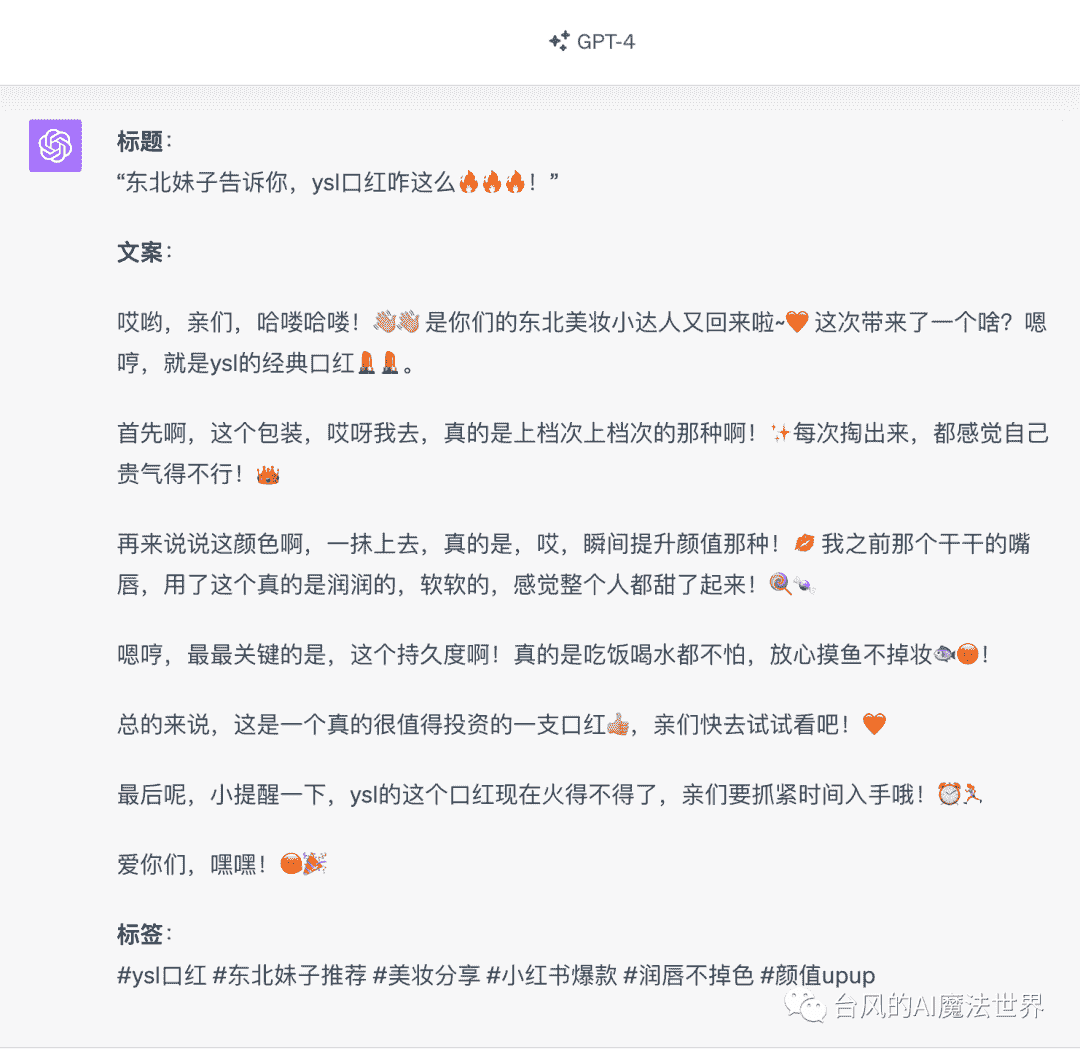 GPT-4
标题：
“东北妹子告诉你，ysl口红咋这么🔥🔥🔥！”
文案：
哎哟，亲们，哈喽哈喽！👋👋 是你们的东北美妆小达人又回来啦~❤️ 这次带来了一个啥？嗯
哼，就是ysl的经典口红💄💄。
首先啊，这个包装，哎呀我去，真的是上档次上档次的那种啊！✨每次掏出来，都感觉自己
贵气得不行！👑
再来说说这颜色啊，一抹上去，真的是，哎，瞬间提升颜值那种！💋 我之前那个干干的嘴
唇，用了这个真的是润润的，软软的，感觉整个人都甜了起来！🍭🍬
嗯哼，最最关键的是，这个持久度啊！真的是吃饭喝水都不怕，放心摸鱼不掉妆🐟！
总的来说，这是一个真的很值得投资的一支口红👍，亲们快去试试看吧！❤️
最后呢，小提醒一下，ysl的这个口红现在火得不得了，亲们要抓紧时间入手哦！⏰🏃
爱你们，嘿嘿！🎉
标签：
#ysl口红 #东北妹子推荐 #美妆分享 #小红书爆款 #润唇不掉色 #颜值upup
台风的AI魔法世界